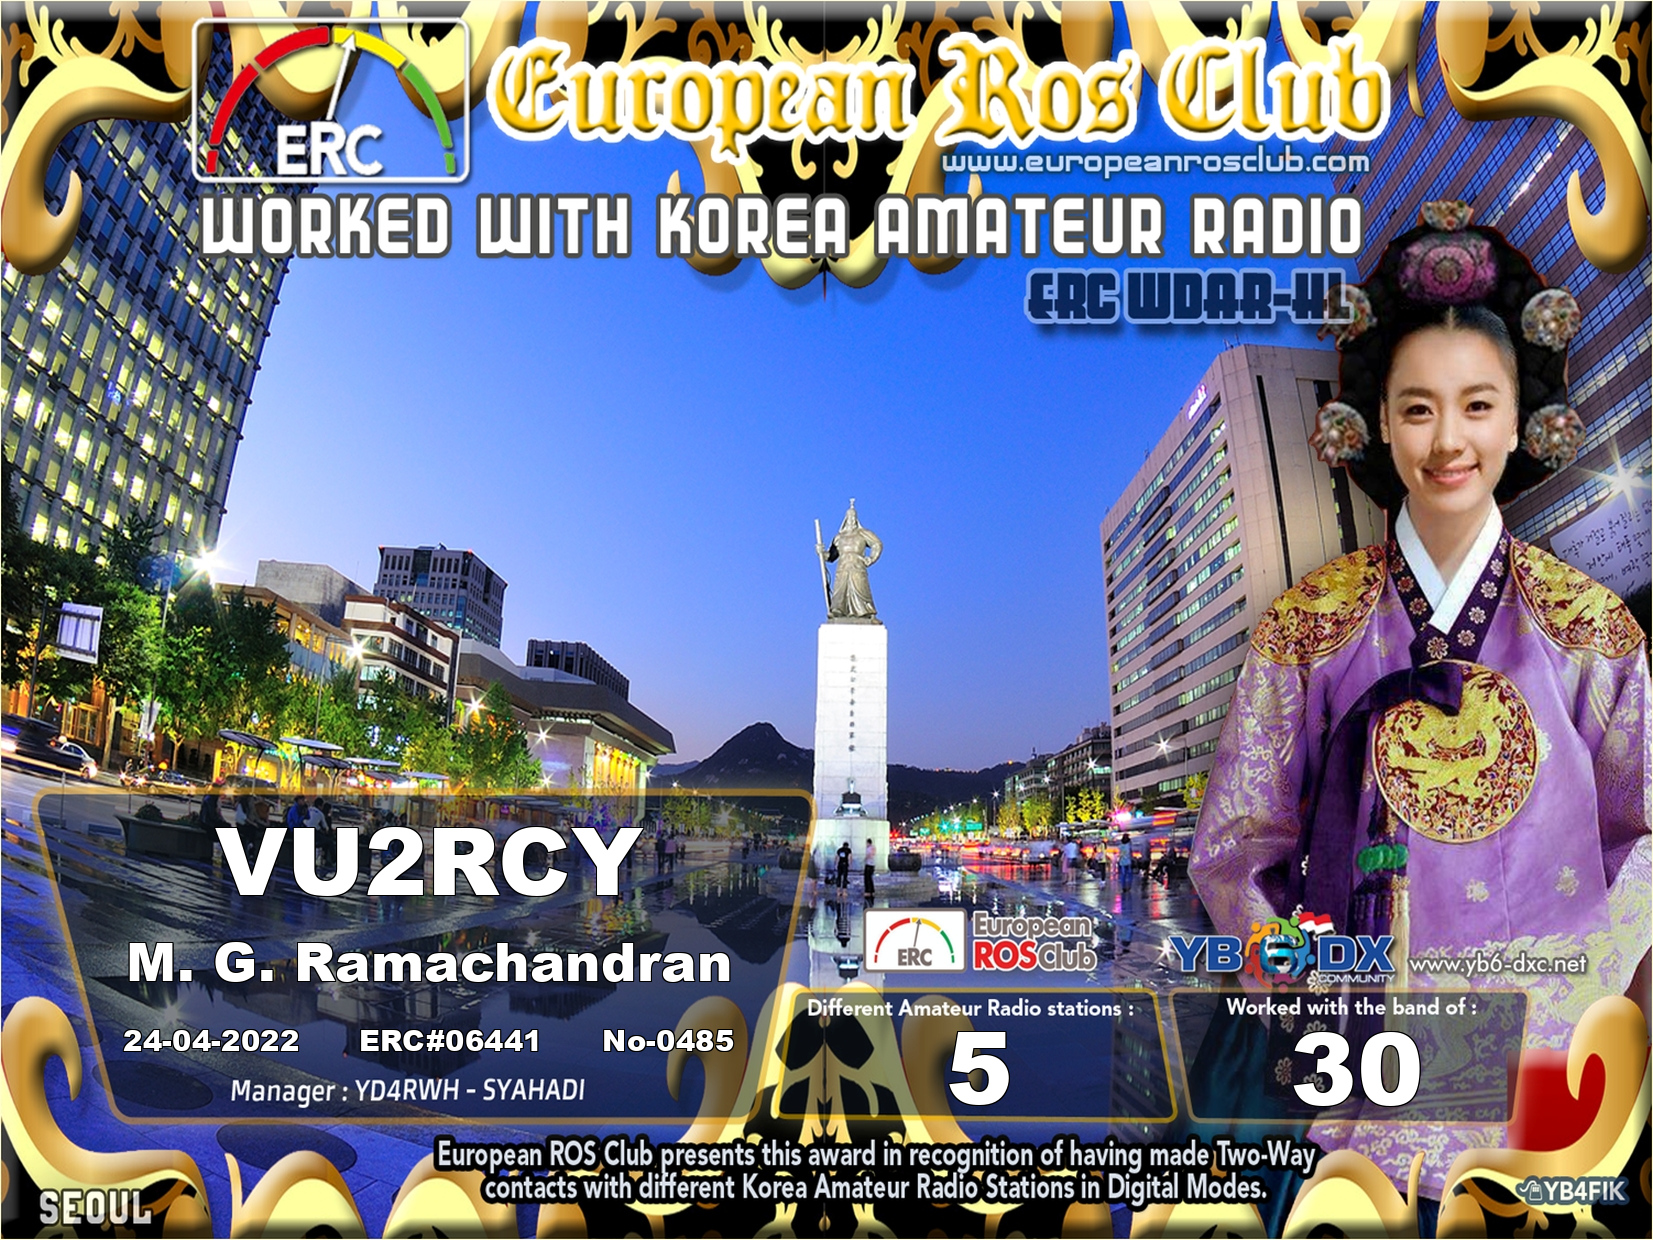 ERC
European Ros Club
www.europeanrosclub.com
WORKED WITH KOREA AMATEUR RADIO
ERC WDAR-HL
VU2RCY
M. G. Ramachandran
24-04-2022 ERC#06441 No-0485
Manager : YD4RWH - SYAHADI
ERC
European
ROSclub
YB6DX
COMMUNITY
www.yb6-dxc.net
Different Amateur Radio stations :
5
Worked with the band of :
30
European ROS Club presents this award in recognition of having made Two-Way
contacts with different Korea Amateur Radio Stations in Digital Modes.
SEOUL
YB4FIK